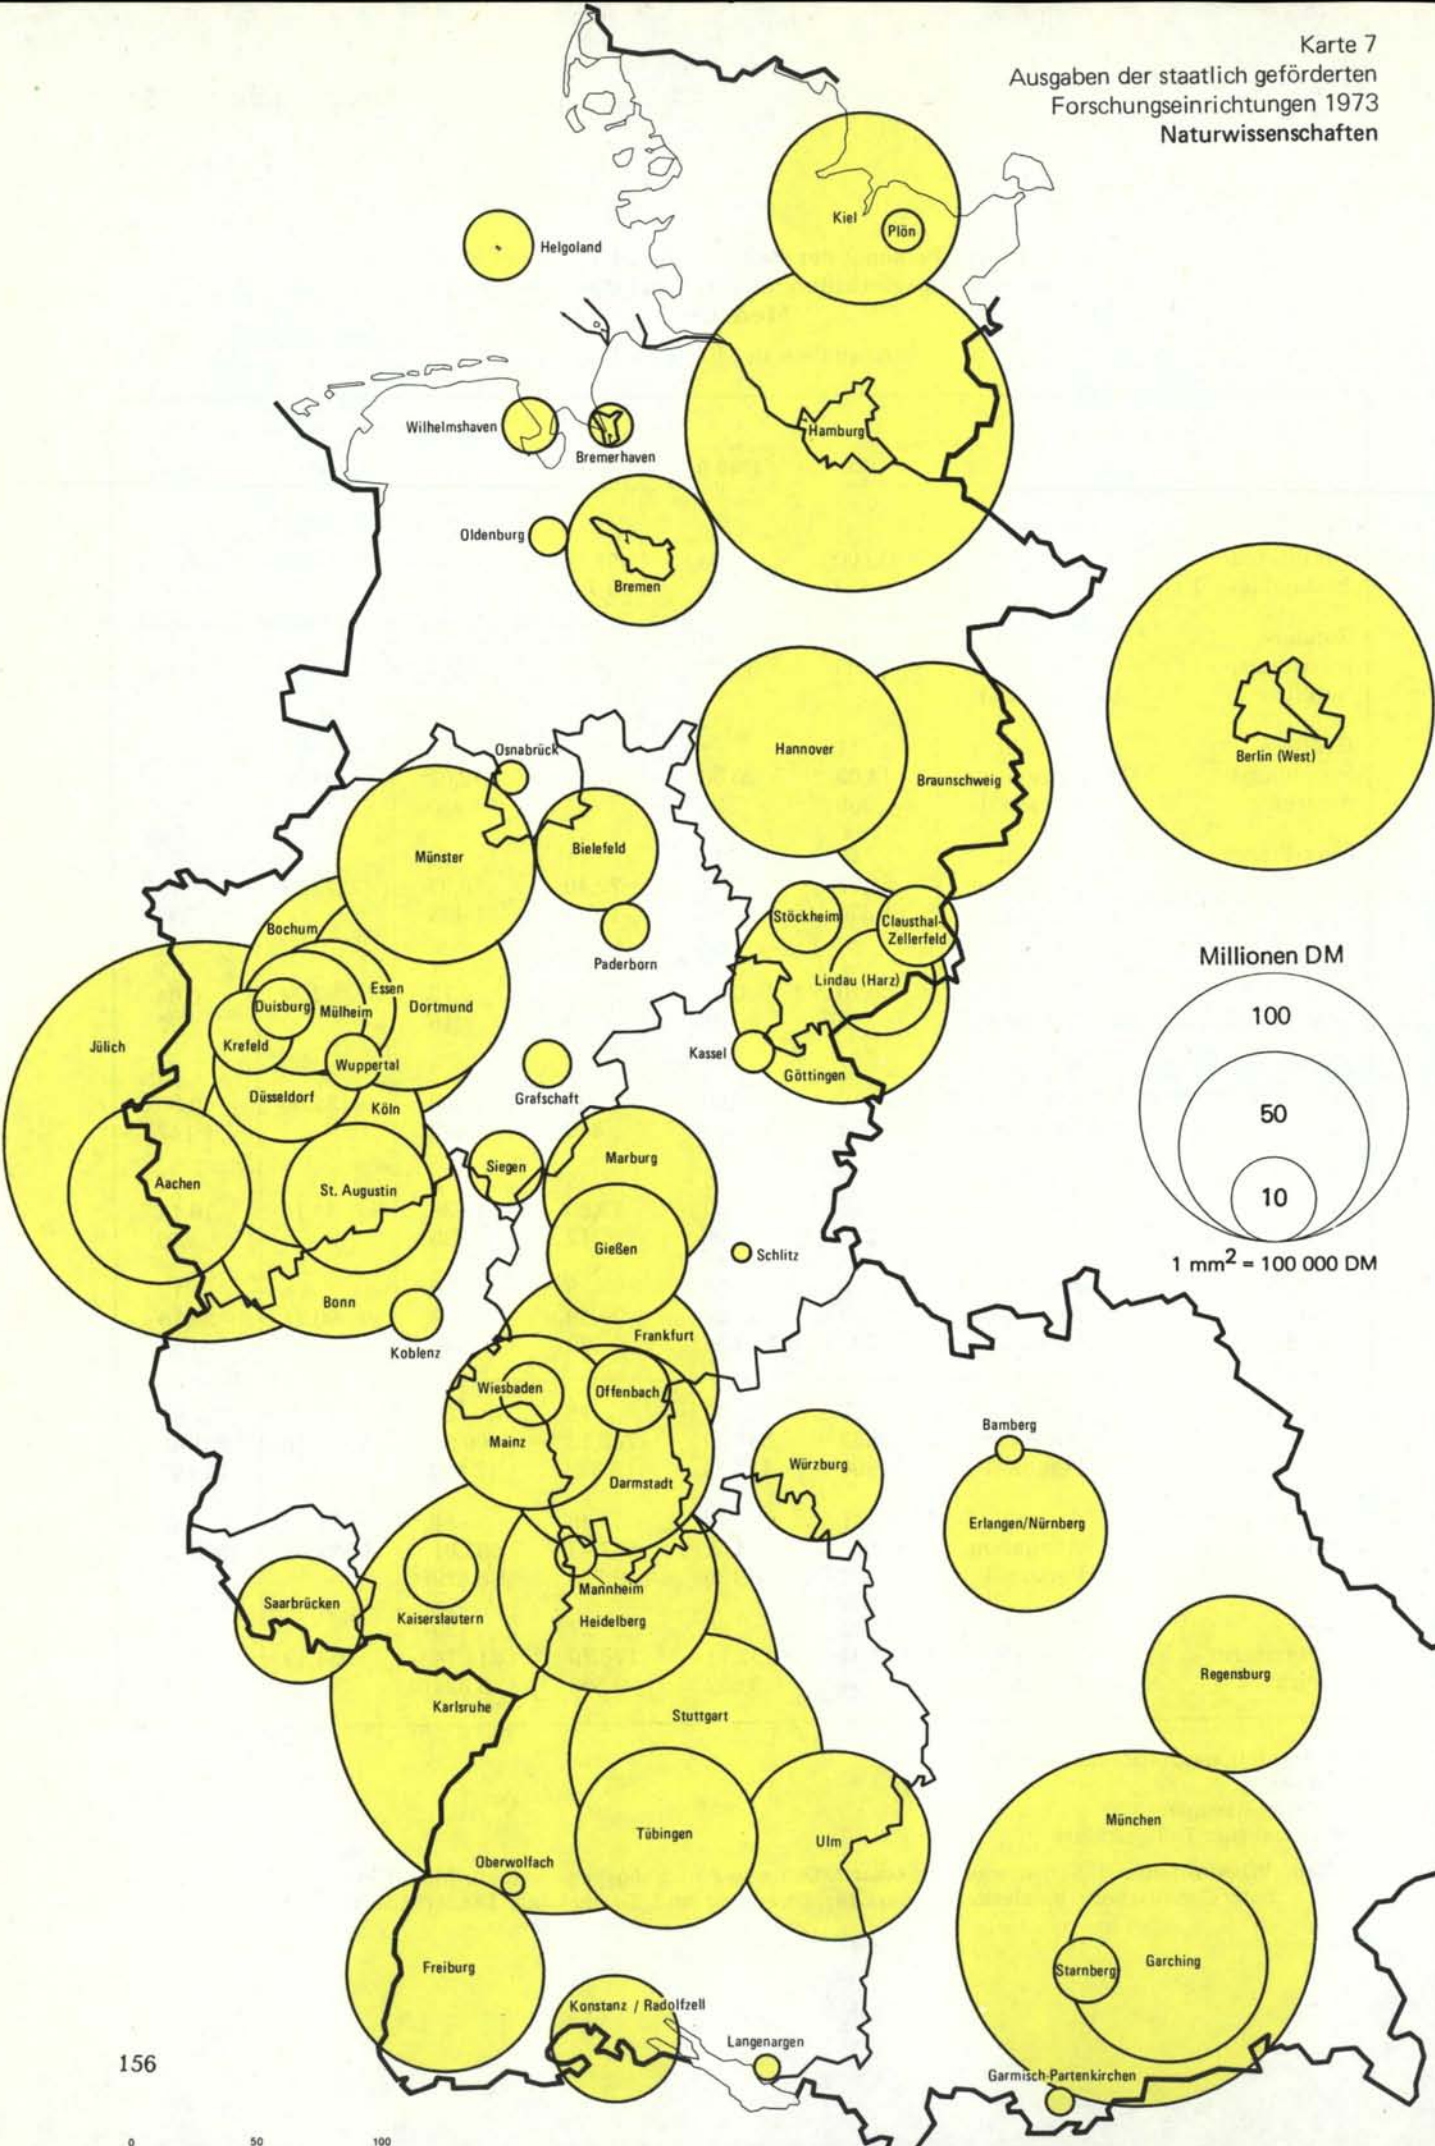 Karte 7
Ausgaben der staatlich geförderten
Forschungseinrichtungen 1973
Naturwissenschaften
Kiel
Plön
Helgoland
Hamburg
Wilhelmshaven
Bremerhaven
Oldenburg
Bremen
Hannover
Braunschweig
Berlin (West)
Osnabrück
Münster
Bielefeld
Paderborn
Stöckheim
Clausthal-
Zellerfeld
Lindau (Harz)
Kassel
Göttingen
Bochum
Essen
Duisburg
Mülheim
Dortmund
Jülich
Krefeld
Wuppertal
Düsseldorf
Köln
Grafschaft
Aachen
St. Augustin
Siegen
Marburg
Gießen
Schlitz
Bonn
Koblenz
Frankfurt
Wiesbaden
Offenbach
Mainz
Darmstadt
Würzburg
Bamberg
Erlangen/Nürnberg
Saarbrücken
Kaiserslautern
Mannheim
Heidelberg
Karlsruhe
Stuttgart
Regensburg
Tübingen
Ulm
München
Oberwolfach
Freiburg
Starnberg
Garching
Konstanz / Radolfzell
Langenargen
Garmisch-Partenkirchen
Millionen DM
100
50
10
1 mm² = 100 000 DM
156
0 50 100